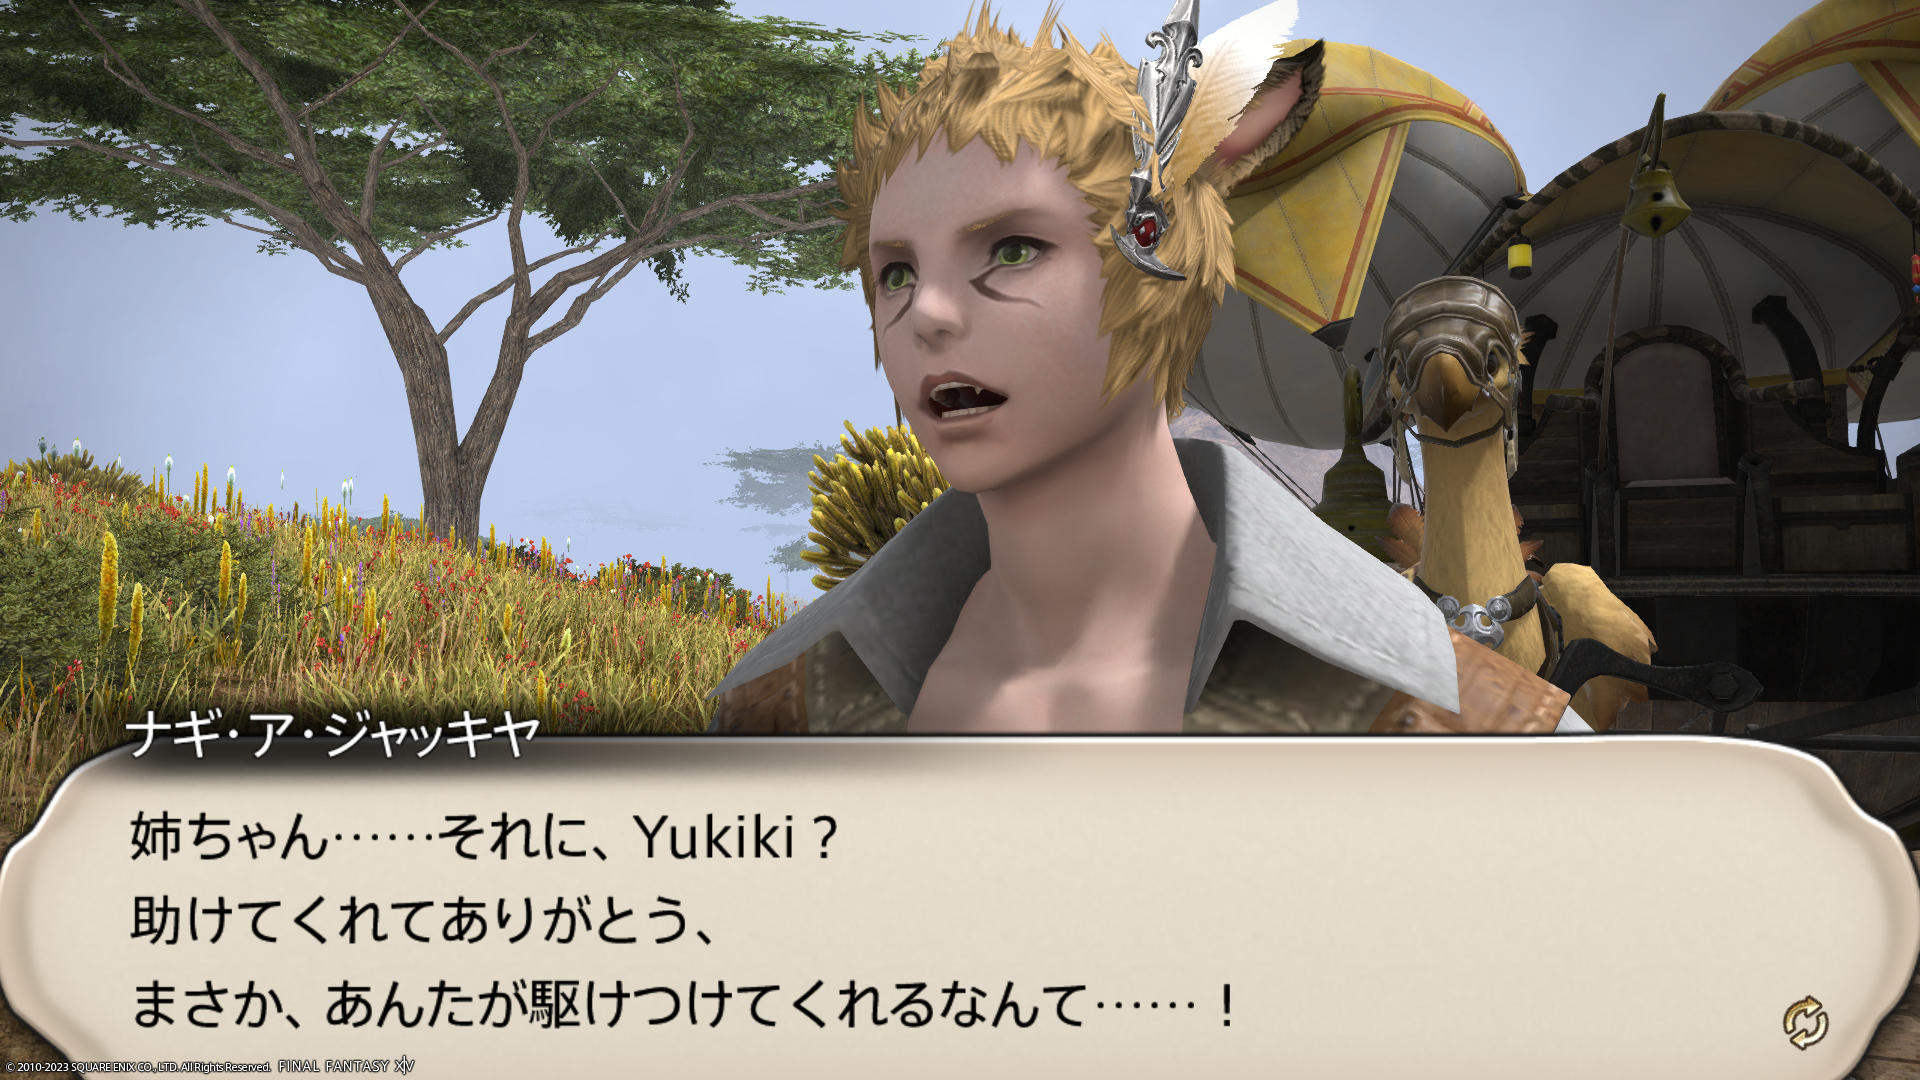 ナギ・ア・ジャッキヤ
姉ちゃん……それに、Yukiki？
助けてくれてありがとう、
まさか、あんたが駆けつけてくれるなんて……！
© 2010-2023 SQUARE ENIX CO., LTD. All Rights Reserved. FINAL FANTASY XIV